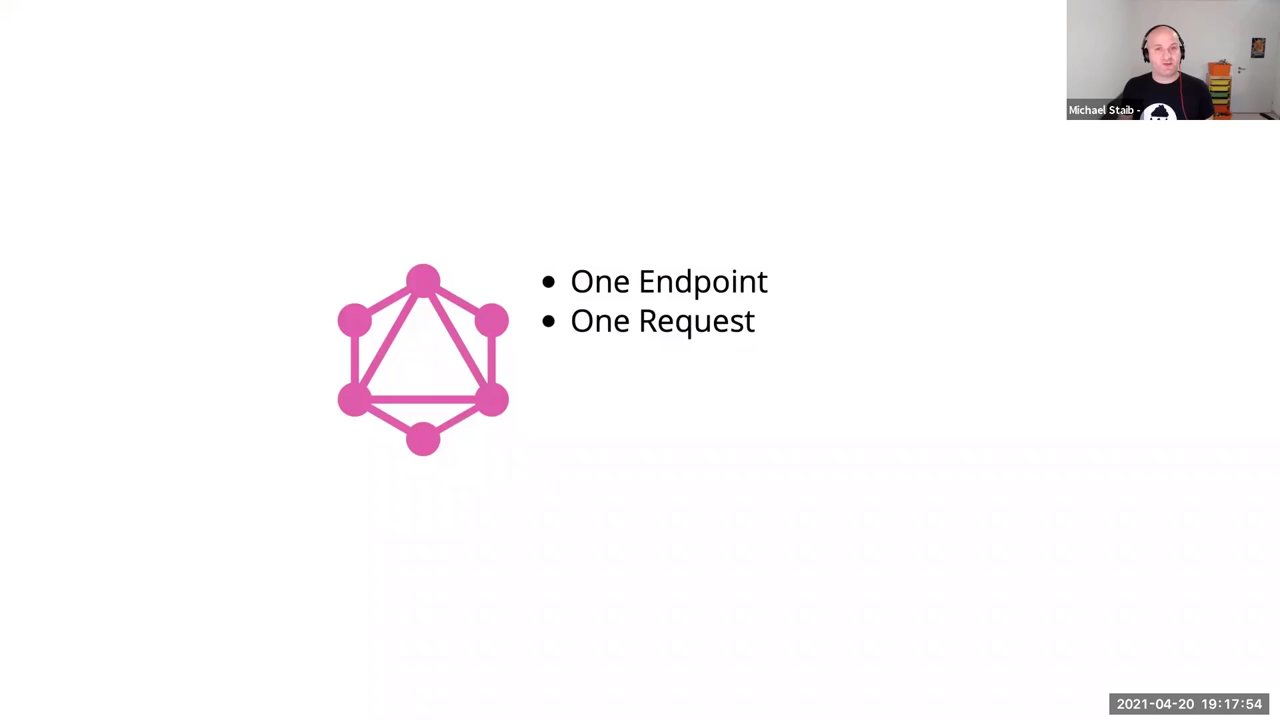 Michael Staib -
One Endpoint
One Request
2021-04-20 19:17:54